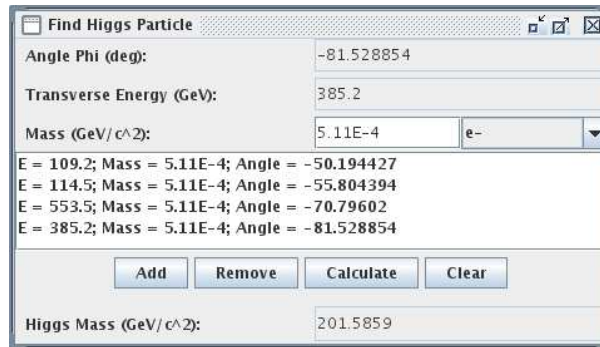 Find Higgs Particle
Angle Phi (deg): -81.528854
Transverse Energy (GeV): 385.2
Mass (GeV/c^2): 5.11E-4 e-
E = 109.2; Mass = 5.11E-4; Angle = -50.194427
E = 114.5; Mass = 5.11E-4; Angle = -55.804394
E = 553.5; Mass = 5.11E-4; Angle = -70.79602
E = 385.2; Mass = 5.11E-4; Angle = -81.528854
Add Remove Calculate Clear
Higgs Mass (GeV/c^2): 201.5859